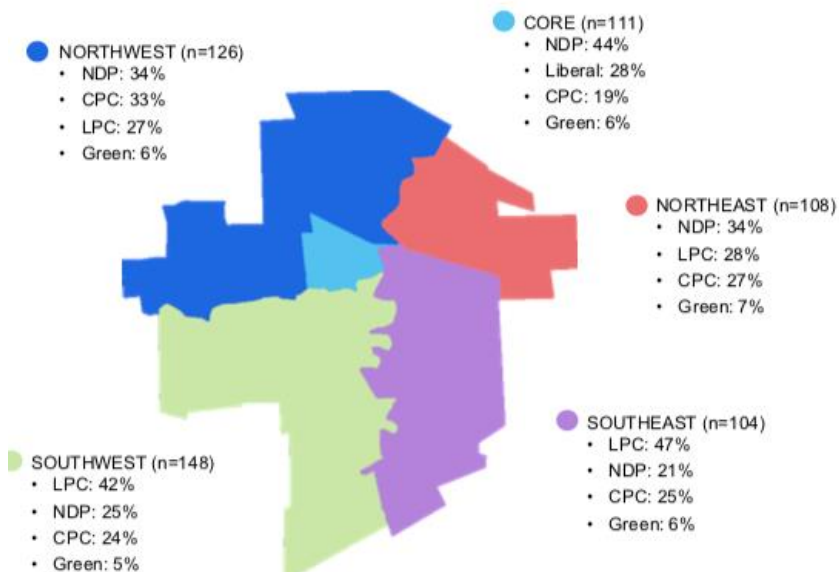 NORTHWEST (n=126)
• NDP: 34%
• CPC: 33%
• LPC: 27%
• Green: 6%
CORE (n=111)
• NDP: 44%
• Liberal: 28%
• CPC: 19%
• Green: 6%
NORTHEAST (n=108)
• NDP: 34%
• LPC: 28%
• CPC: 27%
• Green: 7%
SOUTHWEST (n=148)
• LPC: 42%
• NDP: 25%
• CPC: 24%
• Green: 5%
SOUTHEAST (n=104)
• LPC: 47%
• NDP: 21%
• CPC: 25%
• Green: 6%